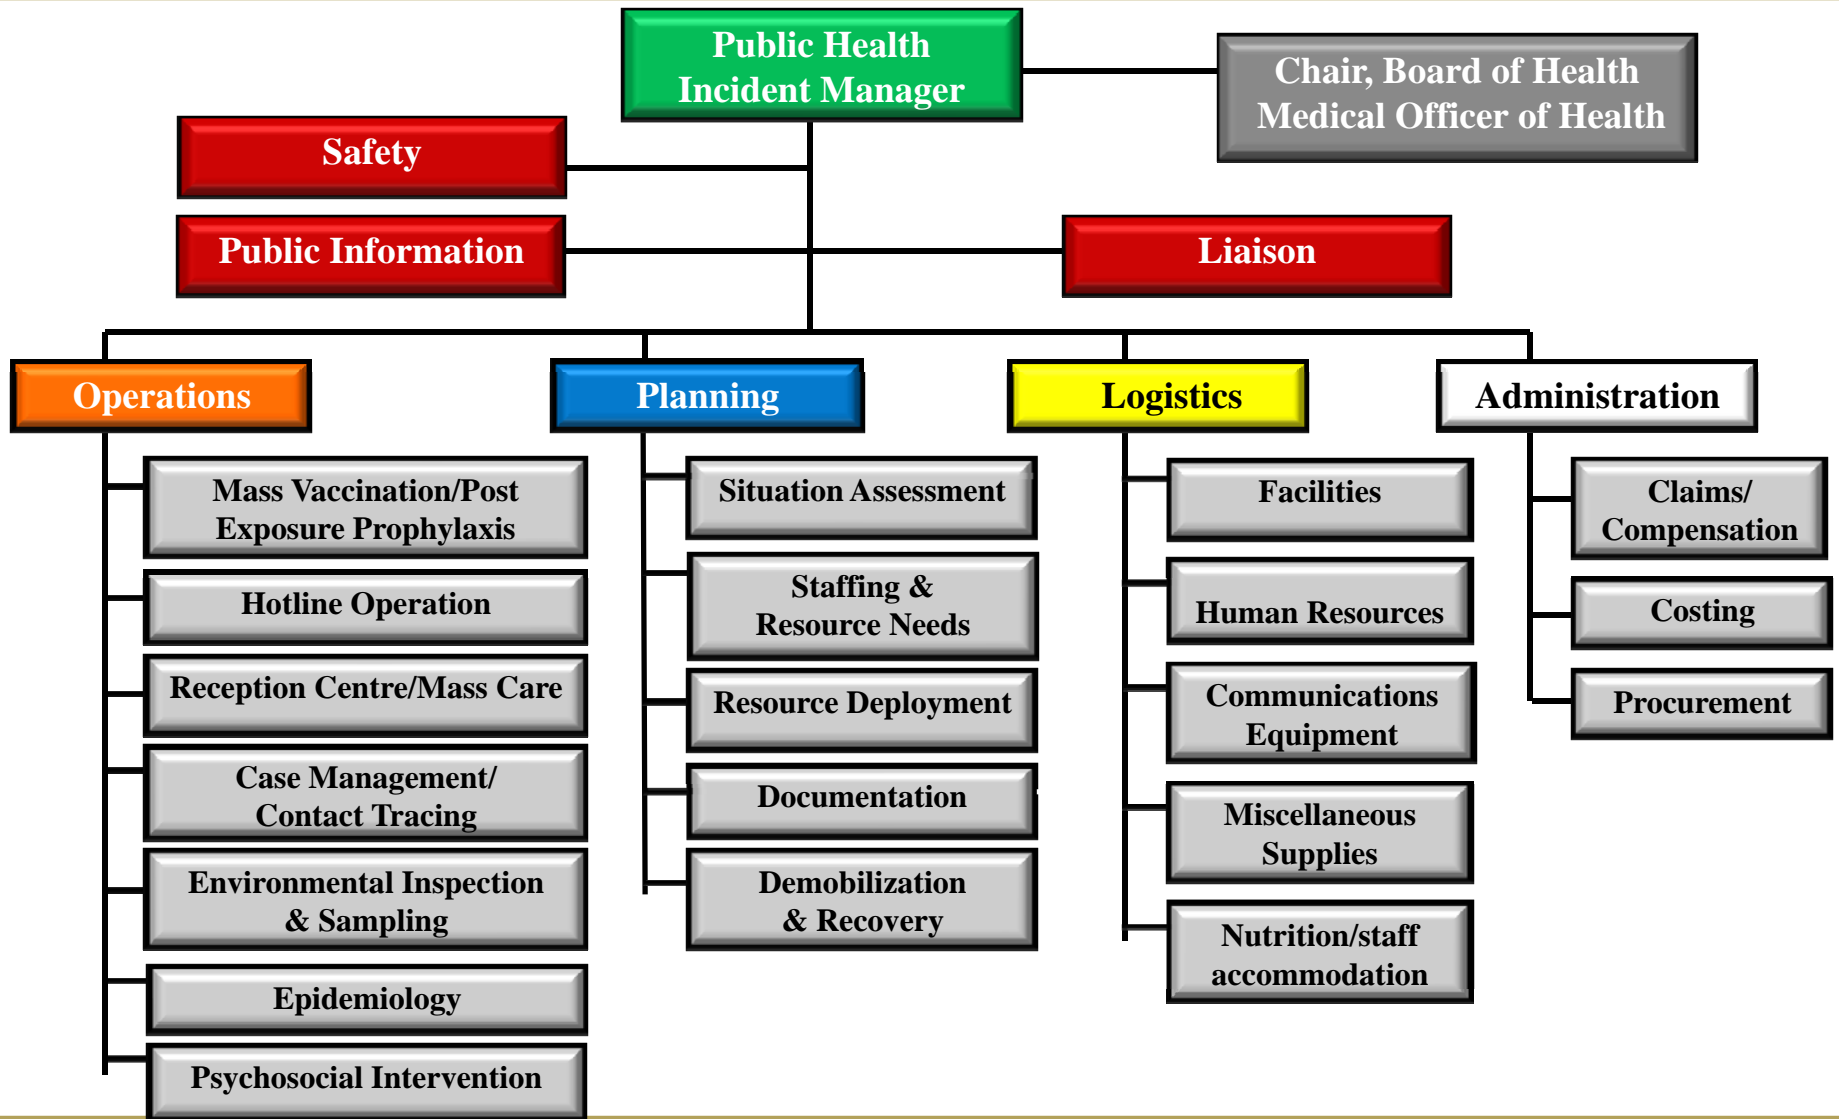 Public Health
Incident Manager
Chair, Board of Health
Medical Officer of Health
Safety
Public Information
Liaison
Operations
Planning
Logistics
Administration
Mass Vaccination/Post
Exposure Prophylaxis
Hotline Operation
Reception Centre/Mass Care
Case Management/
Contact Tracing
Environmental Inspection
& Sampling
Epidemiology
Psychosocial Intervention
Situation Assessment
Staffing &
Resource Needs
Resource Deployment
Documentation
Demobilization
& Recovery
Facilities
Human Resources
Communications
Equipment
Miscellaneous
Supplies
Nutrition/staff
accommodation
Claims/
Compensation
Costing
Procurement